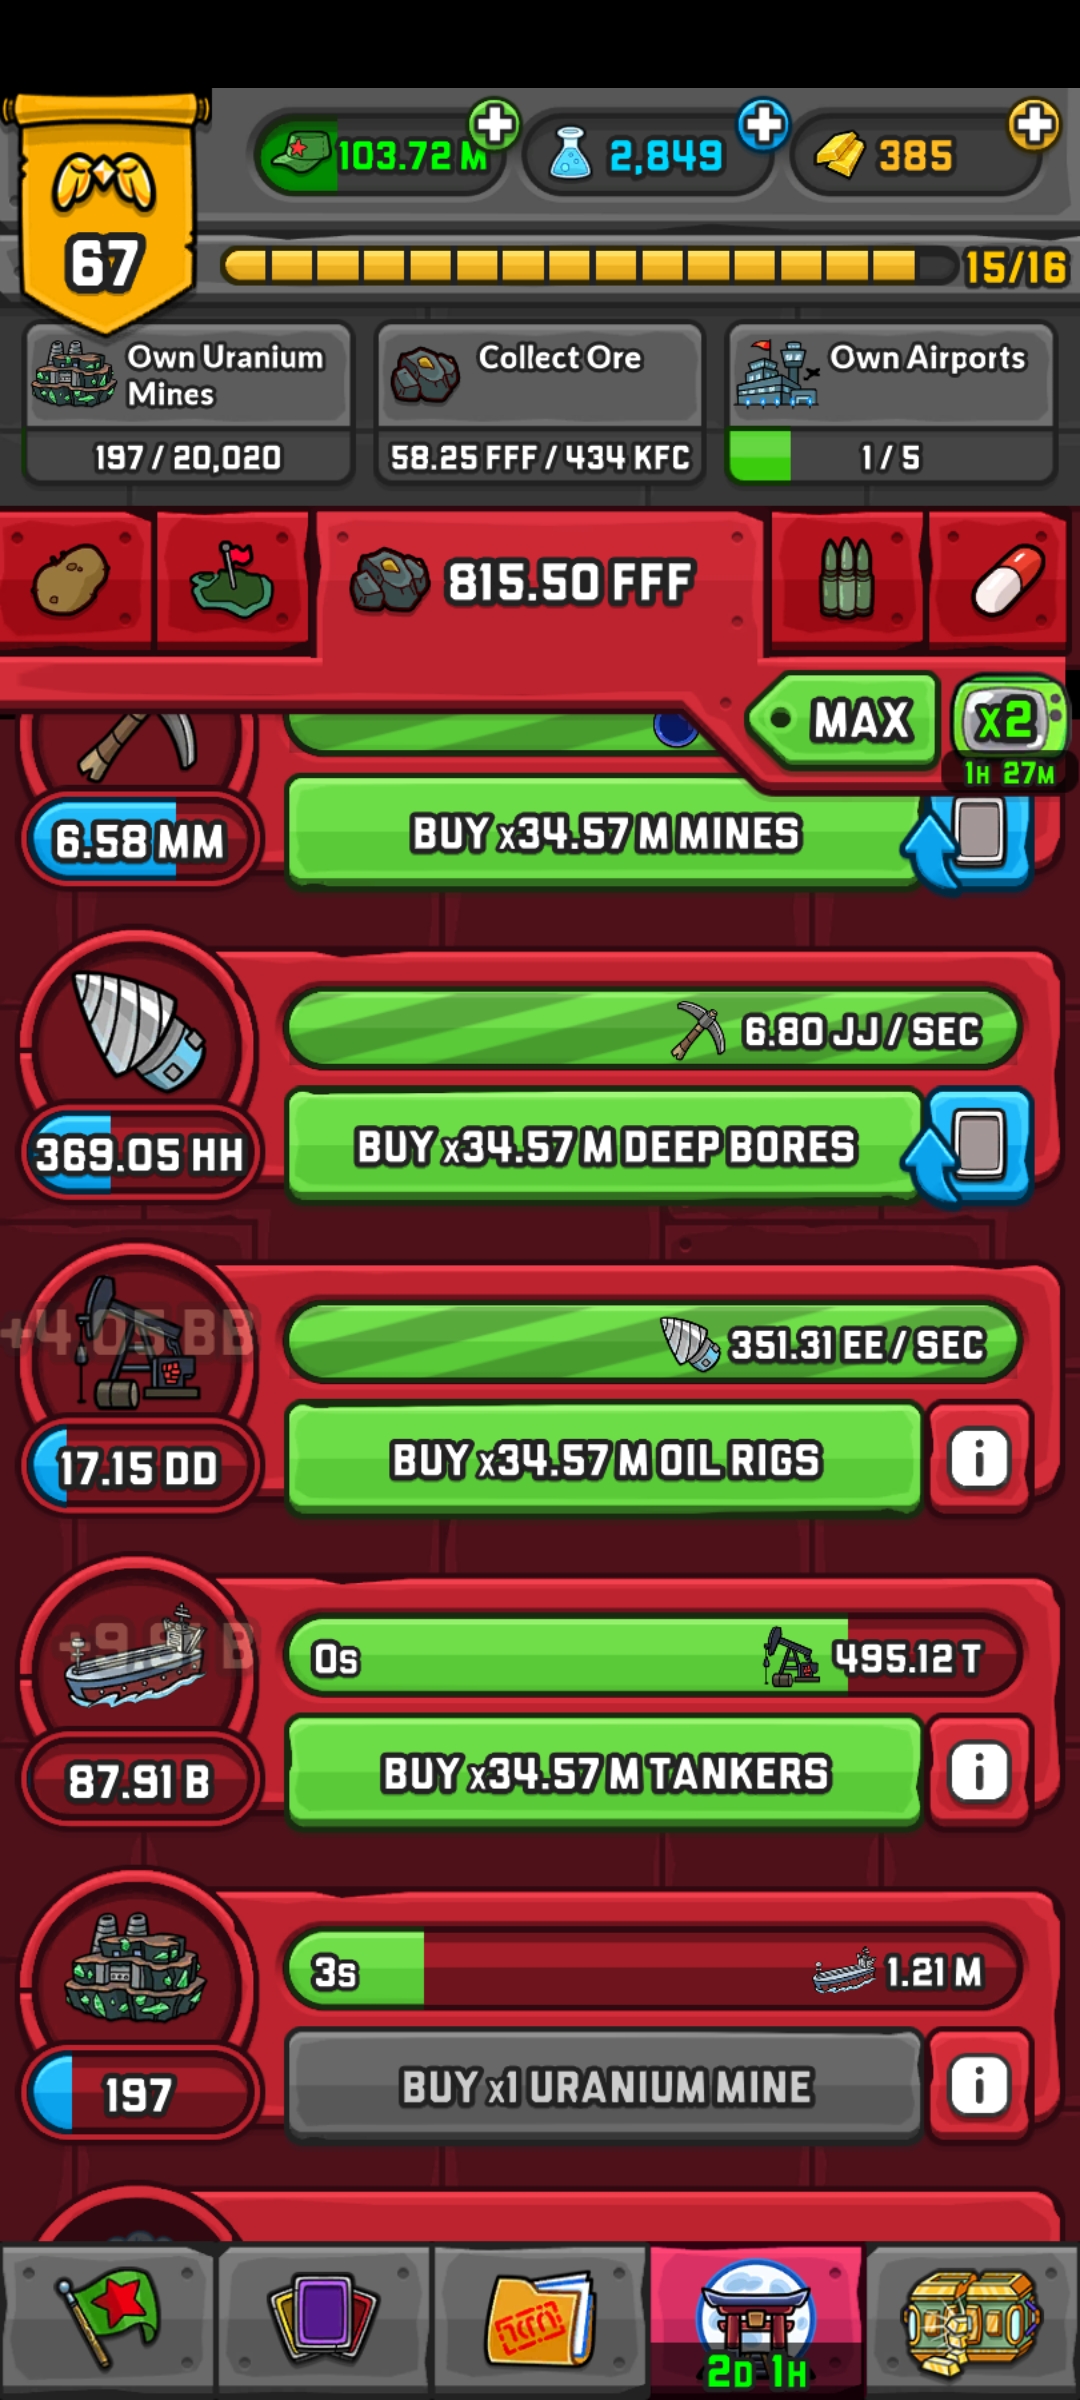 103.72 M
2,849
385
67
15/16
Own Uranium
Mines
197 / 20,020
Collect Ore
58.25 FFF / 434 KFC
Own Airports
1 / 5
815.50 FFF
MAX
X2
1H 27M
6.58 MM
BUY x34.57 M MINES
6.80 JJ / SEC
369.05 HH
BUY x34.57 M DEEP BORES
+4.05 BB
351.31 EE / SEC
17.15 DD
BUY x34.57 M OIL RIGS
i
0s
495.12 T
87.91 B
BUY x34.57 M TANKERS
i
3s
1.21 M
197
BUY x1 URANIUM MINE
i
2D 1H